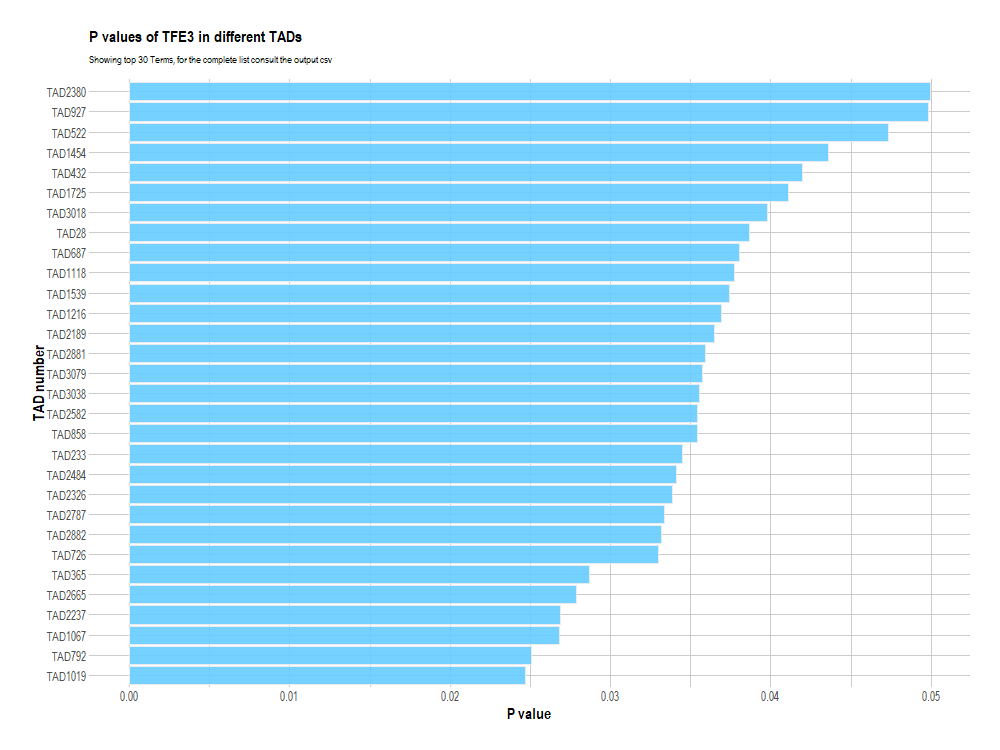 P values of TFE3 in different TADs
Showing top 30 Terms, for the complete list consult the output csv
TAD2380
TAD927
TAD522
TAD1454
TAD432
TAD1725
TAD3018
TAD28
TAD687
TAD1118
TAD1539
TAD1216
TAD2189
TAD2881
TAD3079
TAD3038
TAD2582
TAD858
TAD233
TAD2484
TAD2326
TAD2787
TAD2882
TAD726
TAD365
TAD2665
TAD2237
TAD1067
TAD792
TAD1019
TAD number
0.00 0.01 0.02 0.03 0.04 0.05
P value